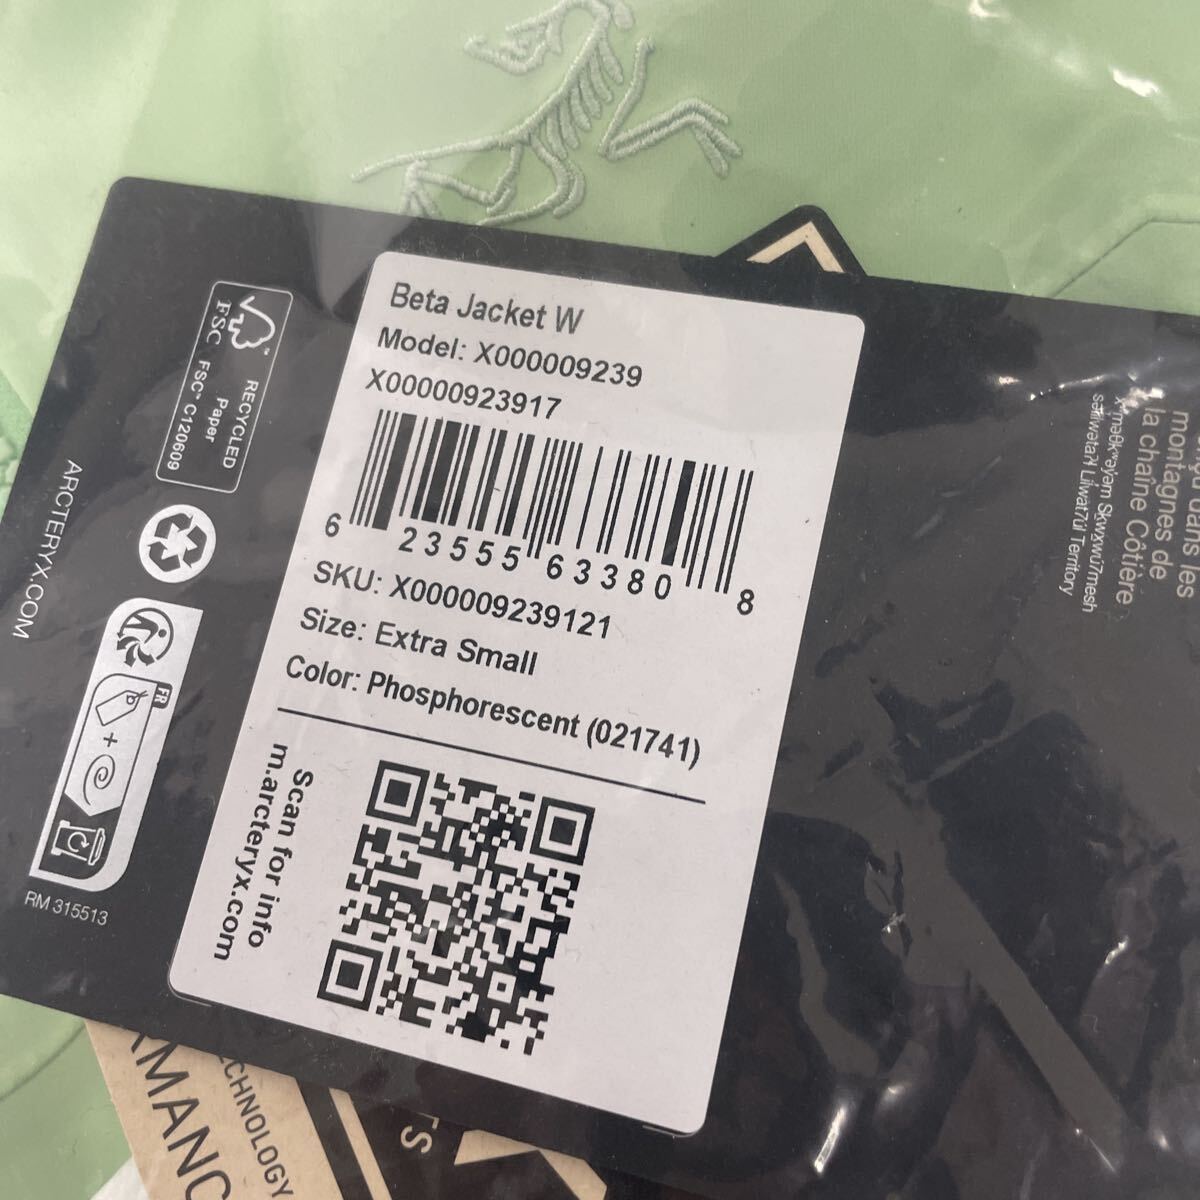 Beta Jacket W
Model: X000009239
X00000923917
6 23555 63380 8
SKU: X000009239121
Size: Extra Small
Color: Phosphorescent (021741)
Scan for info
m.arcteryx.com
FSC
RECYCLED
Paper
FSC® C120609
ARCTERYX.COM
FR
+
RM 315513
dans les
montagnes de
la chaîne Côtière
Territory